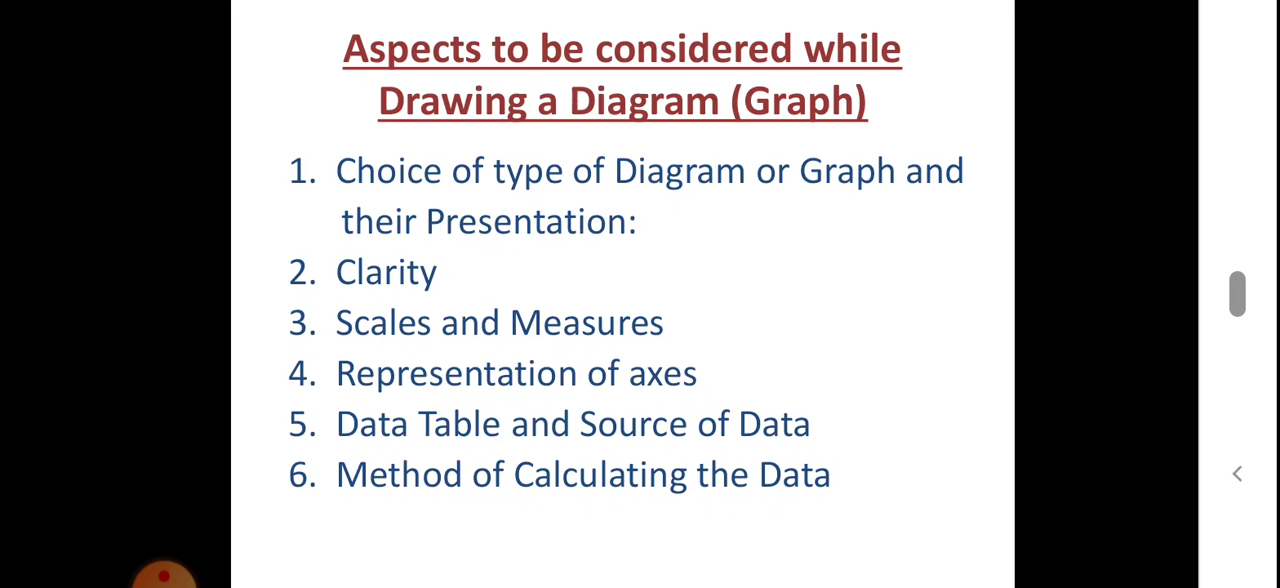 Aspects to be considered while
Drawing a Diagram (Graph)
1. Choice of type of Diagram or Graph and
their Presentation:
2. Clarity
3. Scales and Measures
4. Representation of axes
5. Data Table and Source of Data
6. Method of Calculating the Data